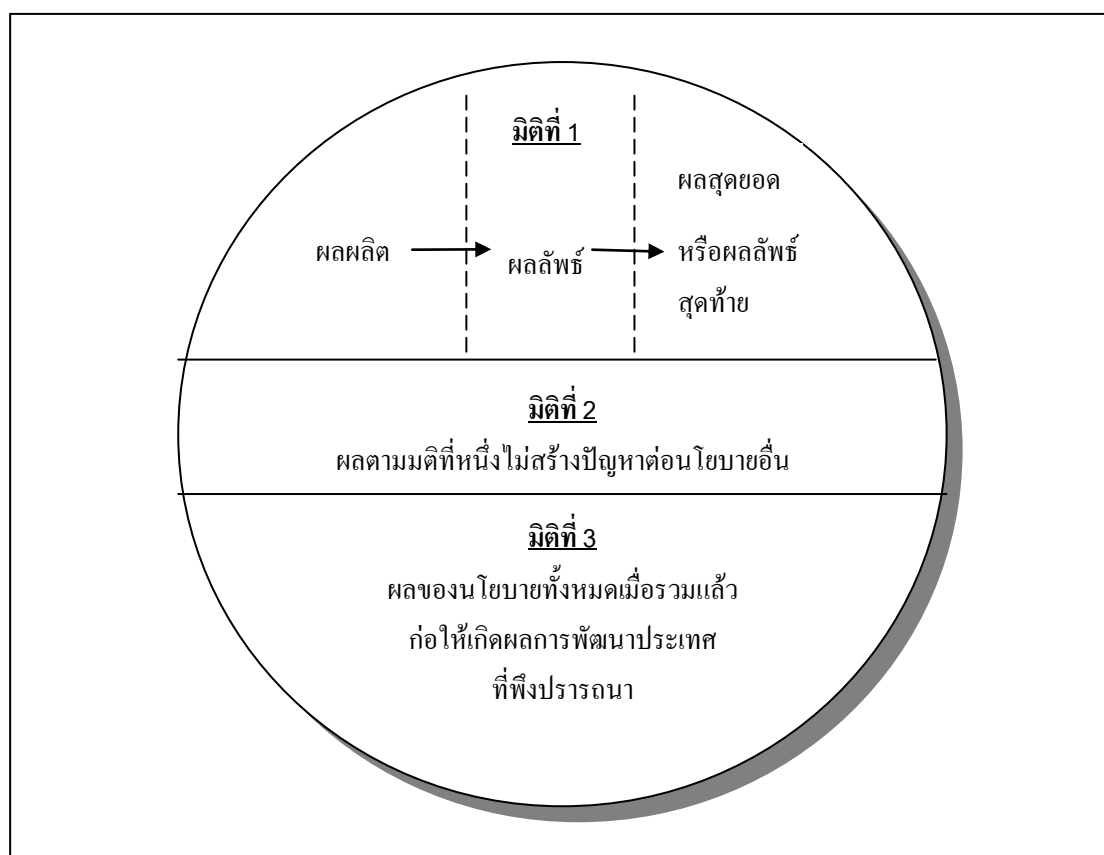 มิติที่ 1
ผลผลิต
ผลลัพธ์
ผลสุดยอด
หรือผลลัพธ์
สุดท้าย
มิติที่ 2
ผลตามมติที่หนึ่งไม่สร้างปัญหาต่อนโยบายอื่น
มิติที่ 3
ผลของนโยบายทั้งหมดเมื่อรวมแล้ว
ก่อให้เกิดผลการพัฒนาประเทศ
ที่พึงปรารถนา